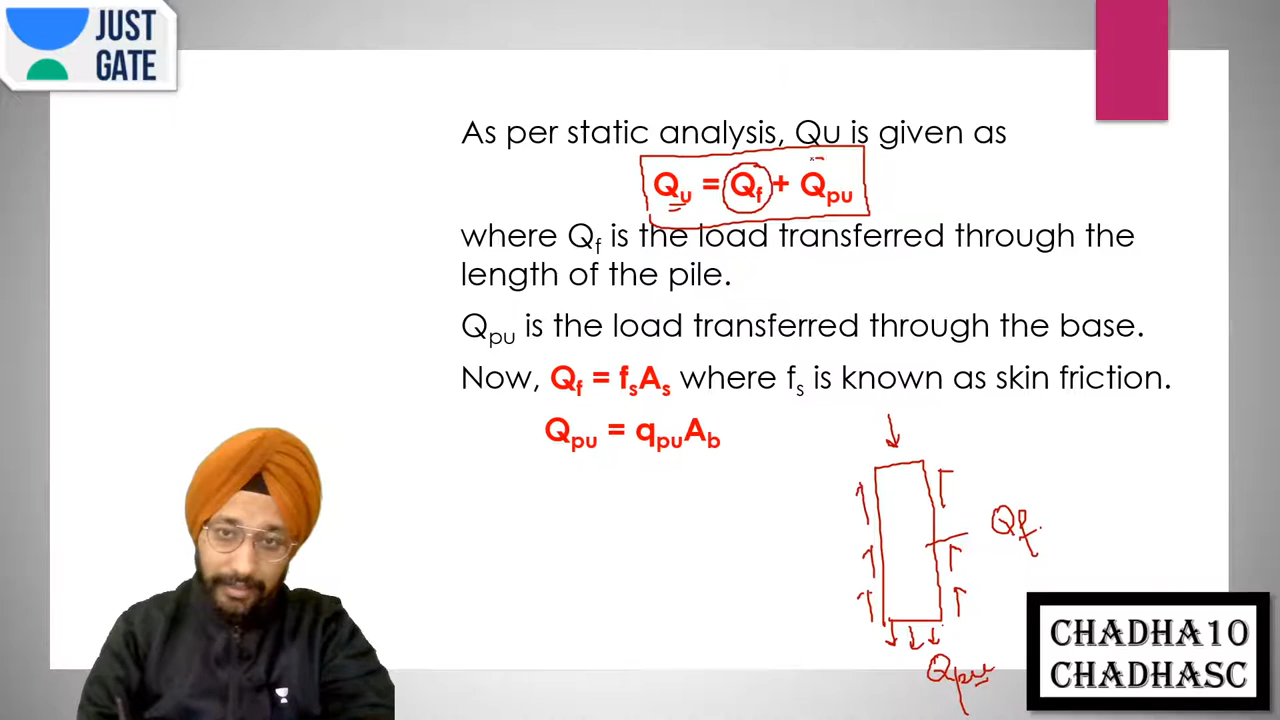 JUST
GATE
As per static analysis, Qu is given as
Qu = Qf + Qpu
where Qf is the load transferred through the
length of the pile.
Qpu is the load transferred through the base.
Now, Qf = fsAs where fs is known as skin friction.
Qpu = qpuAb
Qf
Qpu
CHADHA10
CHADHASC